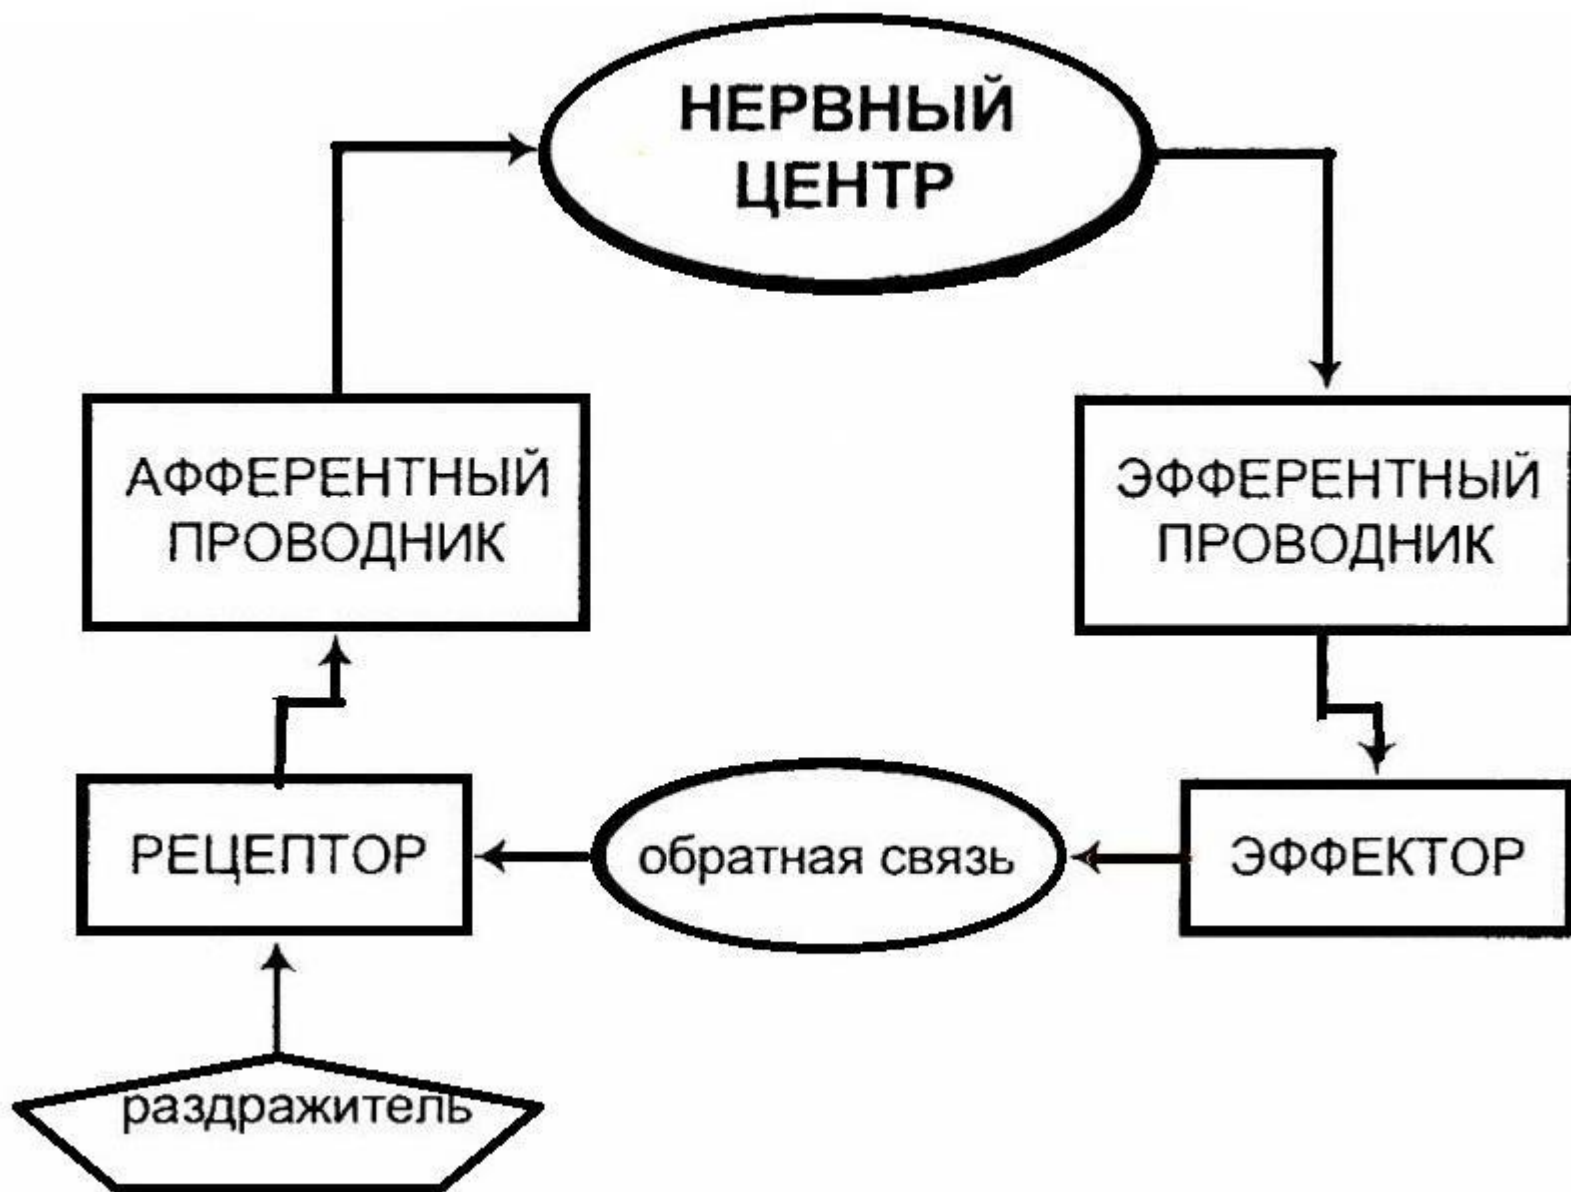 НЕРВНЫЙ
ЦЕНТР
АФФЕРЕНТНЫЙ
ПРОВОДНИК
ЭФФЕРЕНТНЫЙ
ПРОВОДНИК
РЕЦЕПТОР
обратная связь
ЭФФЕКТОР
раздражитель